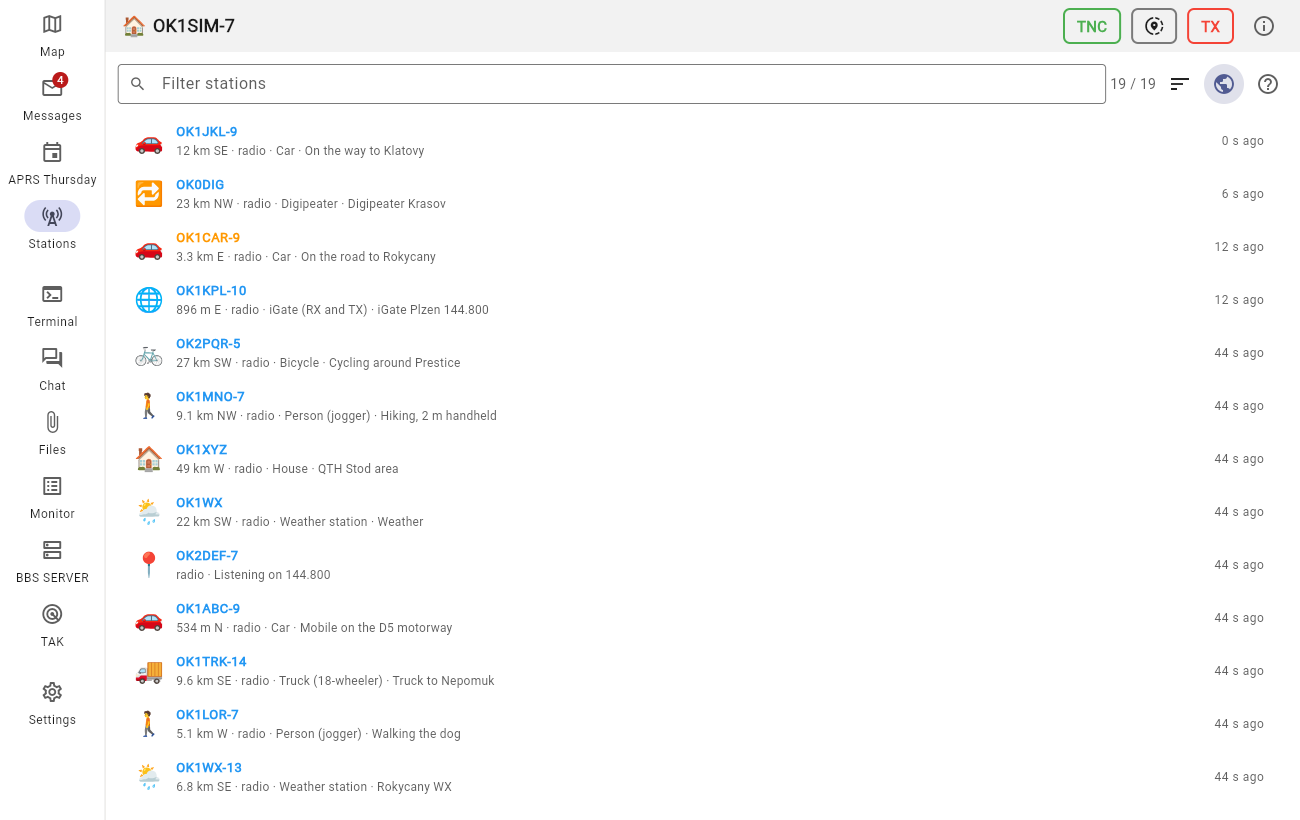 OK1SIM-7
TNC
TX
Map
4
Messages
APRS Thursday
Stations
Terminal
Chat
Files
Monitor
BBS SERVER
TAK
Settings
Filter stations
19 / 19
OK1JKL-9
12 km SE · radio · Car · On the way to Klatovy
0 s ago
OK0DIG
23 km NW · radio · Digipeater · Digipeater Krasov
6 s ago
OK1CAR-9
3.3 km E · radio · Car · On the road to Rokycany
12 s ago
OK1KPL-10
896 m E · radio · iGate (RX and TX) · iGate Plzen 144.800
12 s ago
OK2PQR-5
27 km SW · radio · Bicycle · Cycling around Prestice
44 s ago
OK1MNO-7
9.1 km NW · radio · Person (jogger) · Hiking, 2 m handheld
44 s ago
OK1XYZ
49 km W · radio · House · QTH Stod area
44 s ago
OK1WX
22 km SW · radio · Weather station · Weather
44 s ago
OK2DEF-7
radio · Listening on 144.800
44 s ago
OK1ABC-9
534 m N · radio · Car · Mobile on the D5 motorway
44 s ago
OK1TRK-14
9.6 km SE · radio · Truck (18-wheeler) · Truck to Nepomuk
44 s ago
OK1LOR-7
5.1 km W · radio · Person (jogger) · Walking the dog
44 s ago
OK1WX-13
6.8 km SE · radio · Weather station · Rokycany WX
44 s ago